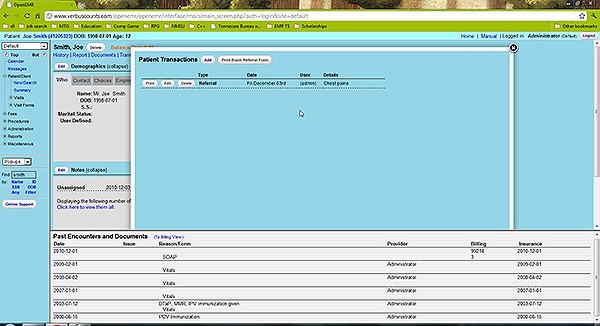 OpenEMR
www.verbuscounts.com/openemr/openemr/interface/main/main_screen.php?auth=login&site=default
job search MTG Education bcard RPG NMSU C++ Tennessee Bureau o... EMR TS Scholarships Other bookmarks
Patient: Joe Smith (41205323) DOB: 1998-07-01 Age: 12 Home | Manual | Logged in: Administrator (Default) Logout
Default
Top Bot
Calendar
Messages
Patient/Client
New/Search
Summary
Visits
Visit Forms
Fees
Procedures
Administration
Reports
Miscellaneous
Popups
Find: smith
by: Name ID
SSN DOB
Any Filter
Online Support
Smith, Joe Delete
History | Report | Documents | Trans
Edit Demographics (collapse)
Who Contact Choices Employ
Name: Mr. Joe Smith
DOB: 1998-07-01
S.S.:
Marital Status:
User Defined:
Edit Notes (collapse)
Unassigned 2010-12-03
Displaying the following number of
Click here to view them all.
Patient Transactions Add Print Blank Referral Form
Type Date User Details
Print Edit Delete Referral Fri December 03rd (admin) Chest pains
Past Encounters and Documents (To Billing View)
Date Issue Reason/Form Provider Billing Insurance
2010-12-01 99214 2010-12-01
SOAP 3
2009-02-01 Administrator 2009-02-01
Vitals
2008-04-02 Administrator 2008-04-02
Vitals
2007-01-01 Administrator 2007-01-01
Vitals
2003-07-12 DTaP, MMR, IPV immunization given Administrator 2003-07-12
Vitals
2000-06-15 PCV Immunization Administrator 2000-06-15